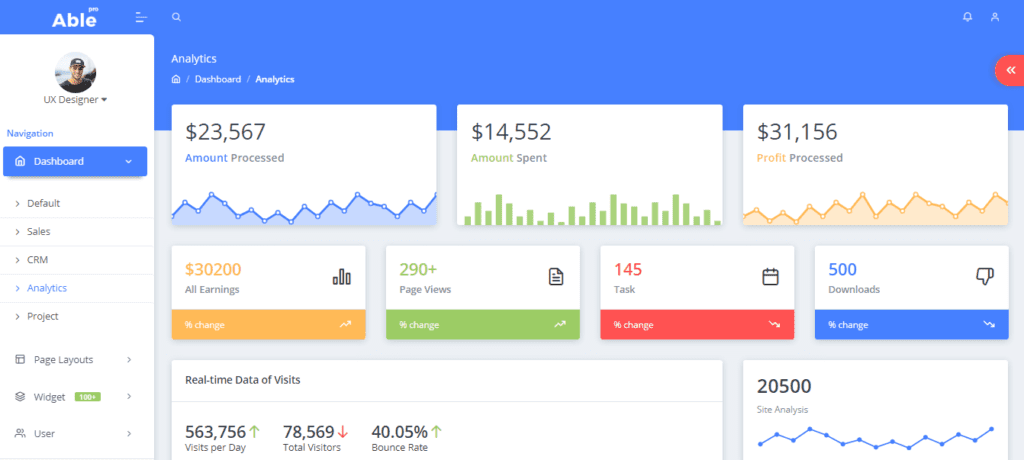 Able pro
UX Designer
Navigation
Dashboard
Default
Sales
CRM
Analytics
Project
Page Layouts
Widget 100+
User
Analytics
/ Dashboard / Analytics
$23,567
Amount Processed
$14,552
Amount Spent
$31,156
Profit Processed
$30200
All Earnings
% change
290+
Page Views
% change
145
Task
% change
500
Downloads
% change
Real-time Data of Visits
563,756
Visits per Day
78,569
Total Visitors
40.05%
Bounce Rate
20500
Site Analysis